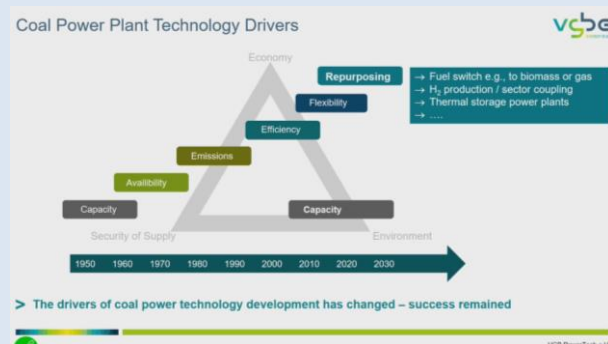 Coal Power Plant Technology Drivers
vgbe
Economy
Repurposing
→ Fuel switch e.g., to biomass or gas
→ H₂ production / sector coupling
→ Thermal storage power plants
→ ....
Flexibility
Efficiency
Emissions
Availibility
Capacity
Capacity
Security of Supply
Environment
1950 1960 1970 1980 1990 2000 2010 2020 2030
> The drivers of coal power technology development has changed – success remained